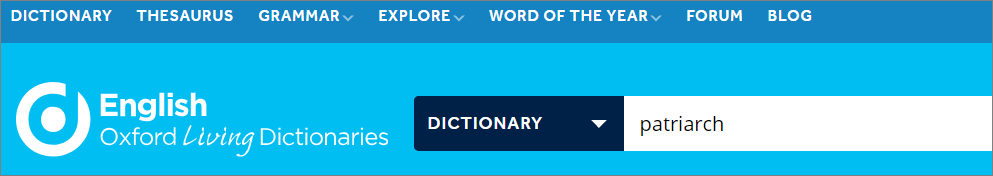 DICTIONARY THESAURUS GRAMMAR EXPLORE WORD OF THE YEAR FORUM BLOG
English
Oxford Living Dictionaries
DICTIONARY patriarch